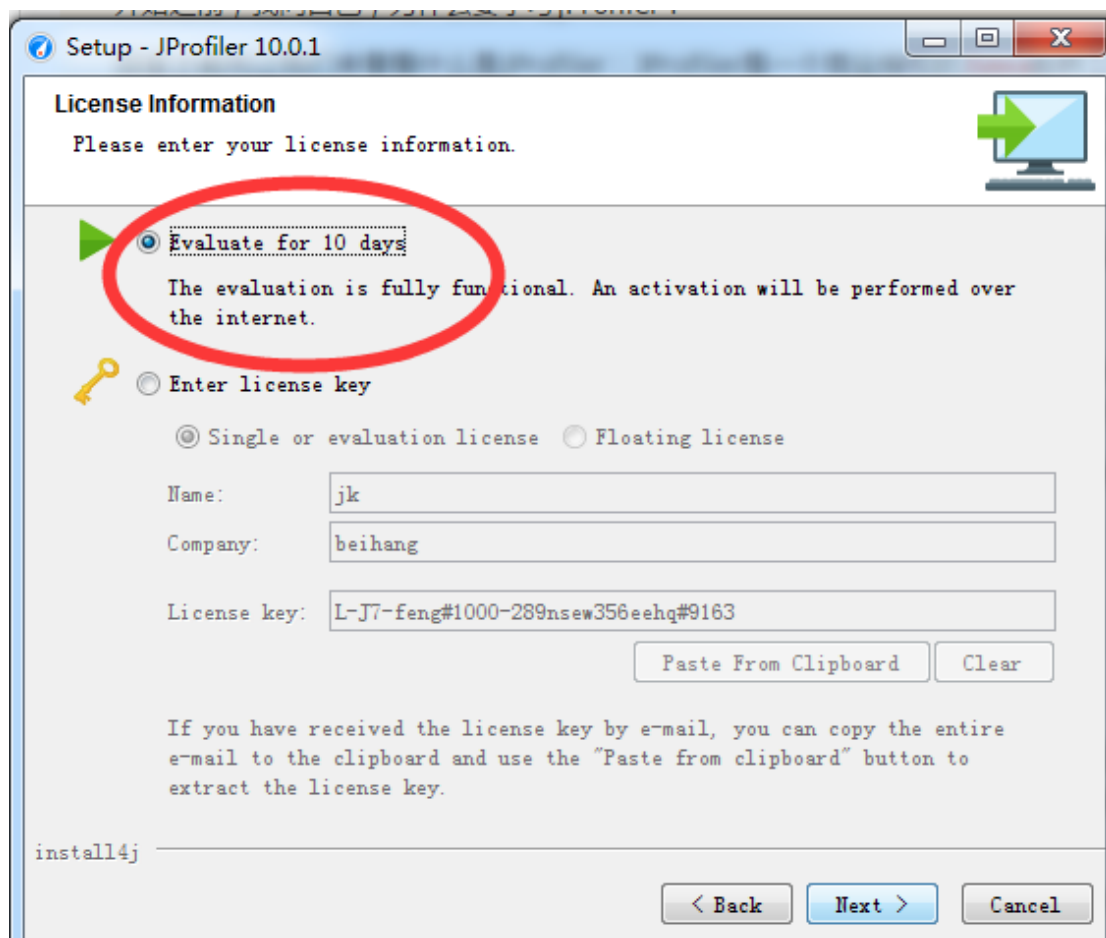 Setup - JProfiler 10.0.1
License Information
Please enter your license information.
Evaluate for 10 days
The evaluation is fully functional. An activation will be performed over
the internet.
Enter license key
Single or evaluation license Floating license
Name: jk
Company: beihang
License key: L-J7-feng#1000-289nsew356eehq#9163
Paste From Clipboard Clear
If you have received the license key by e-mail, you can copy the entire
e-mail to the clipboard and use the "Paste from clipboard" button to
extract the license key.
install4j
< Back Next > Cancel